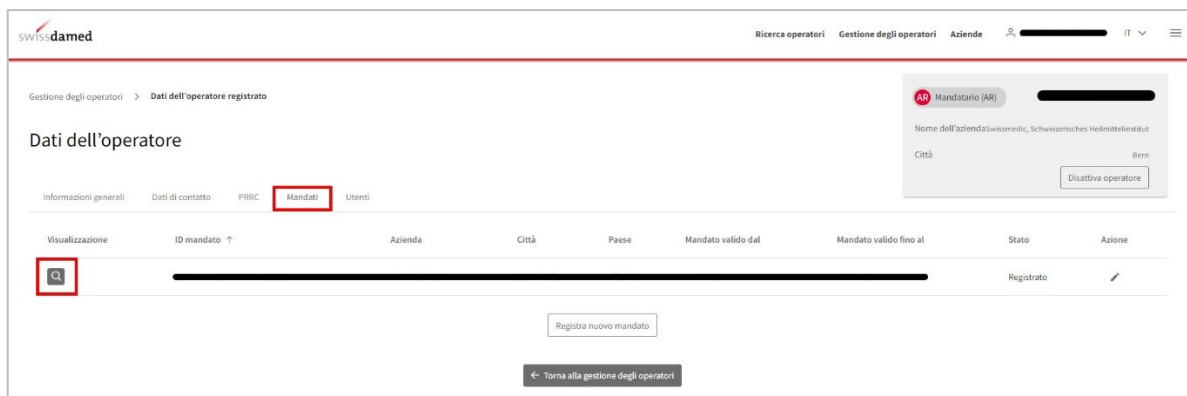 swissdamed
Ricerca operatori Gestione degli operatori Aziende IT
Gestione degli operatori > Dati dell'operatore registrato
AR Mandatario (AR)
Nome dell'aziendaSwissmedic, Schweizerisches Heilmittelinstitut
Città Bern
Disattiva operatore
Dati dell'operatore
Informazioni generali Dati di contatto PRRC Mandati Utenti
Visualizzazione ID mandato ↑ Azienda Città Paese Mandato valido dal Mandato valido fino al Stato Azione
Registrato
Registra nuovo mandato
← Torna alla gestione degli operatori